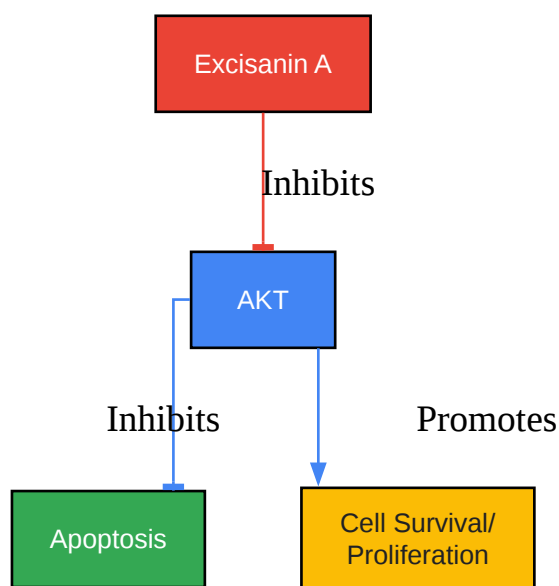 Excisanin A
Inhibits
AKT
Inhibits
Promotes
Apoptosis
Cell Survival/
Proliferation